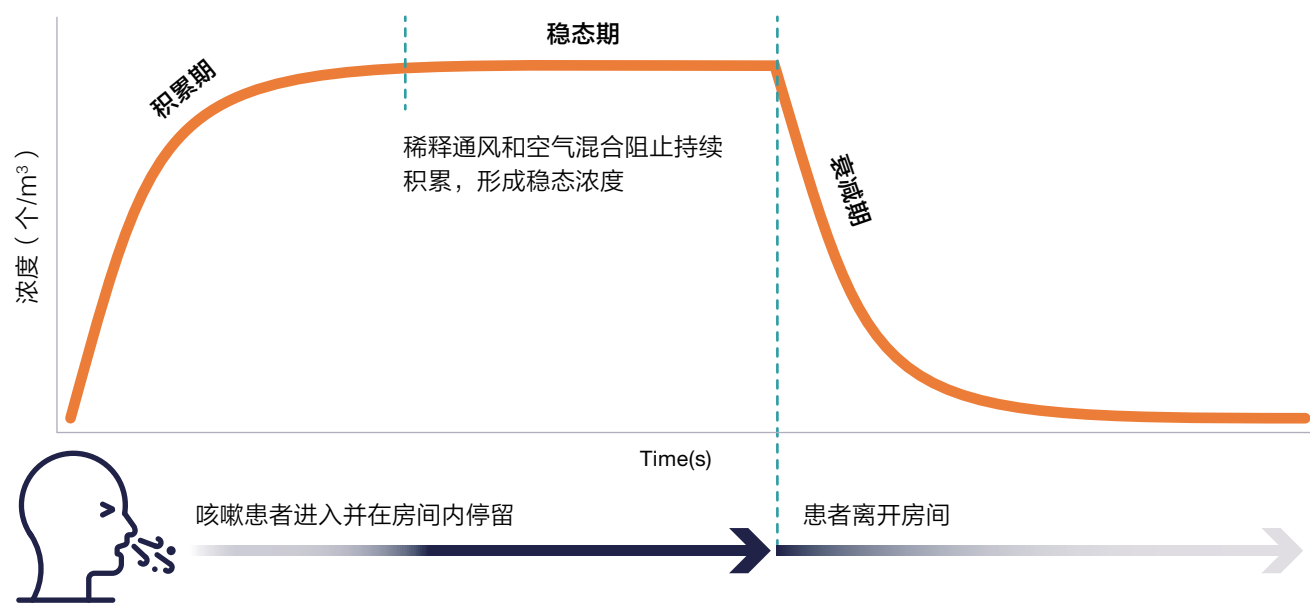 稳态期
积累期
稀释通风和空气混合阻止持续
积累，形成稳态浓度
衰减期
浓度（个/m³）
Time(s)
咳嗽患者进入并在房间内停留
患者离开房间